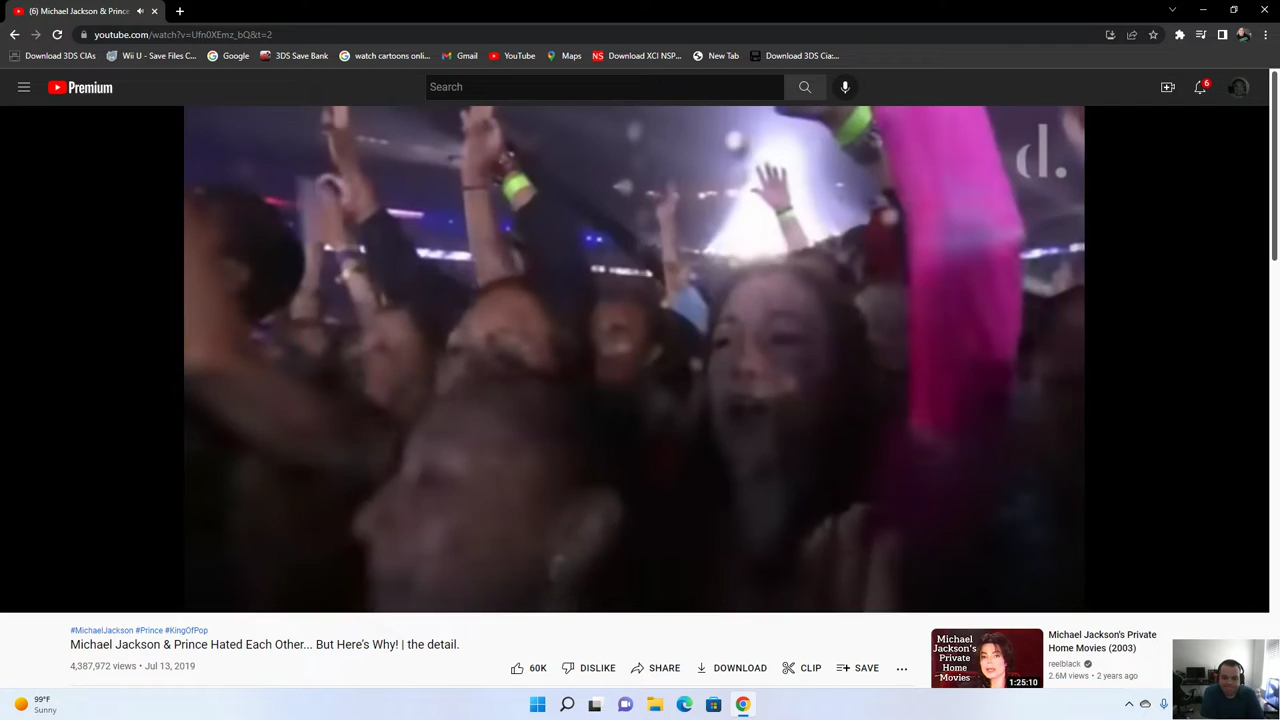 (6) Michael Jackson & Prince
youtube.com/watch?v=Ufn0XEmz_bQ&t=2
Download 3DS CIAs
Wii U - Save Files C...
Google
3DS Save Bank
watch cartoons onli...
Gmail
YouTube
Maps
NS
Download XCI NSP...
New Tab
Download 3DS Cia:...
Premium
Search
6
d.
#MichaelJackson #Prince #KingOfPop
Michael Jackson & Prince Hated Each Other... But Here's Why! | the detail.
4,387,972 views • Jul 13, 2019
60K
DISLIKE
SHARE
DOWNLOAD
CLIP
SAVE
Michael
Jackson's
Private
Home
Movies
1:25:10
Michael Jackson's Private
Home Movies (2003)
reelblack
2.6M views • 2 years ago
99°F
Sunny